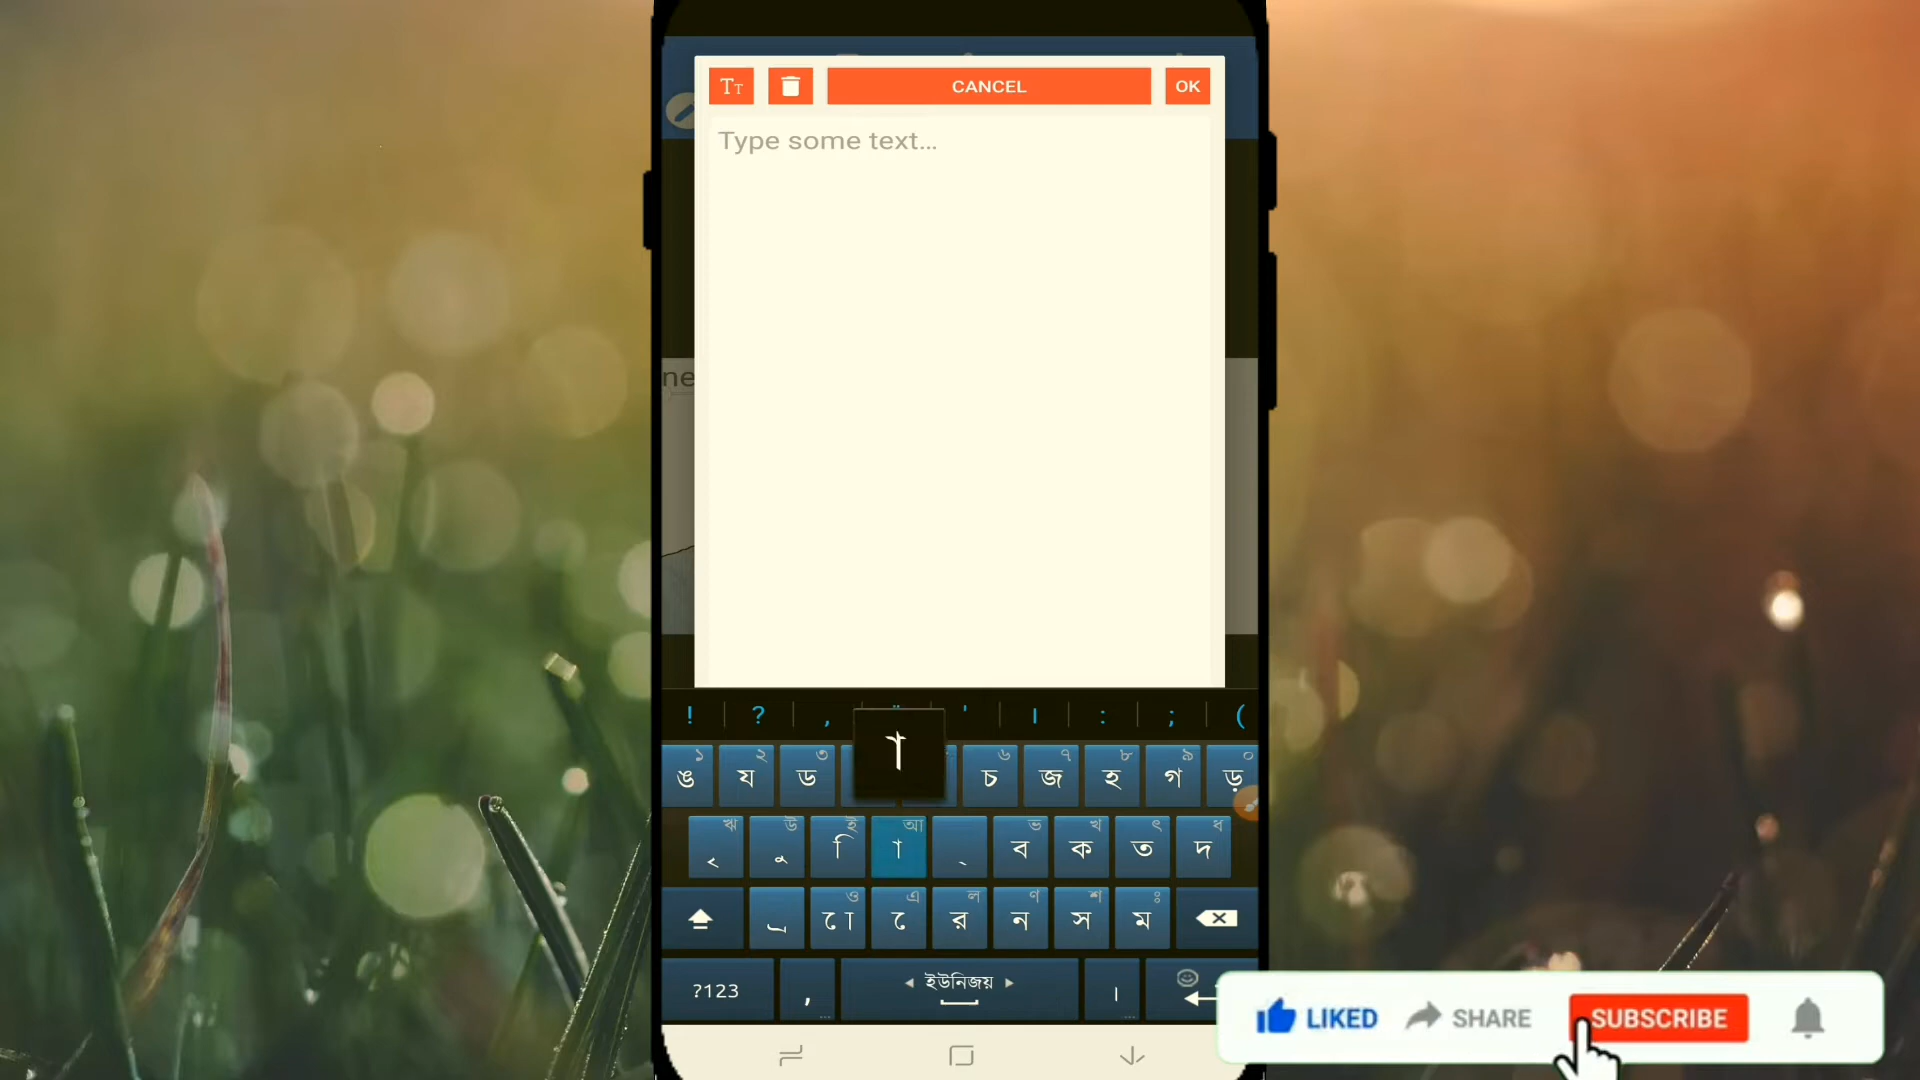 Tт CANCEL OK
Type some text...
ne
! ? , " ' । : ; (
া
১ ২ ৩ ৬ ৭ ৮ ৯ ০
ঙ য ড চ জ হ গ ড়
ঋ উ ই আ ভ খ ৎ ধ
ৃ ু ি া ্ ব ক ত দ
ও এ ল ণ শ ঃ
্র ো ে র ন স ম
?123 , ◂ ইউনিজয় ▸ ।
LIKED SHARE SUBSCRIBE